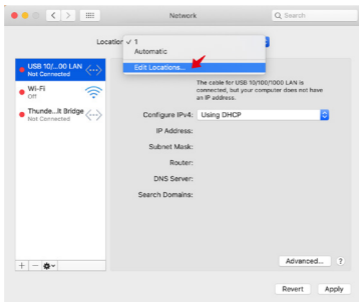 Network
Search
Location
✓ 1
Automatic
Edit Locations...
USB 10/...00 LAN
Not Connected
Wi-Fi
Off
Thunde...lt Bridge
Not Connected
The cable for USB 10/100/1000 LAN is
connected, but your computer does not have
an IP address.
Configure IPv4: Using DHCP
IP Address:
Subnet Mask:
Router:
DNS Server:
Search Domains:
Advanced... ?
Revert Apply